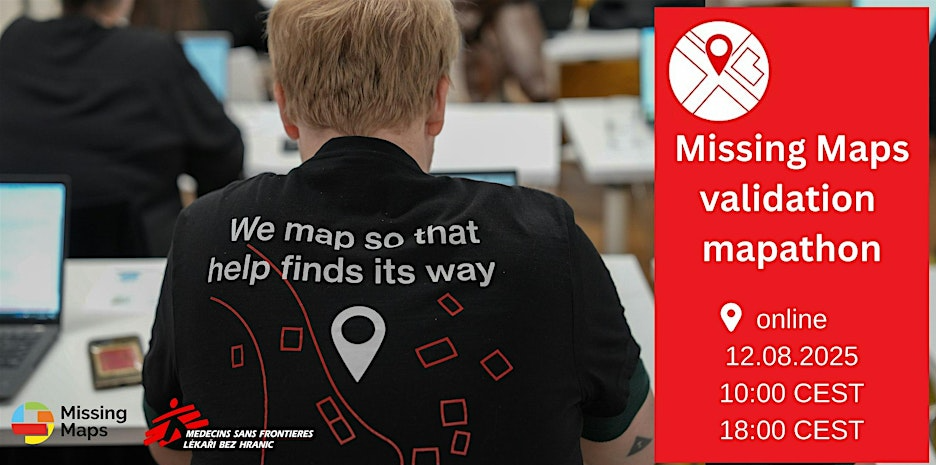 We map so that
help finds its way
Missing
Maps
MEDECINS SANS FRONTIERES
LÉKAŘI BEZ HRANIC
Missing Maps
validation
mapathon
online
12.08.2025
10:00 CEST
18:00 CEST